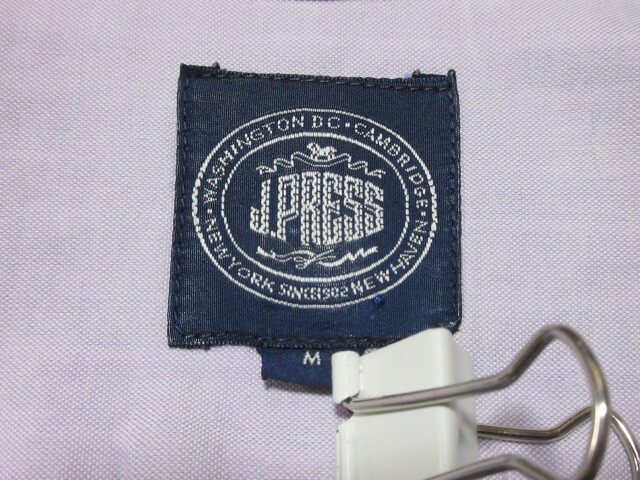 WASHINGTON DC • CAMBRIDGE •
J.PRESS
NEW YORK SINCE 1902 NEW HAVEN
M